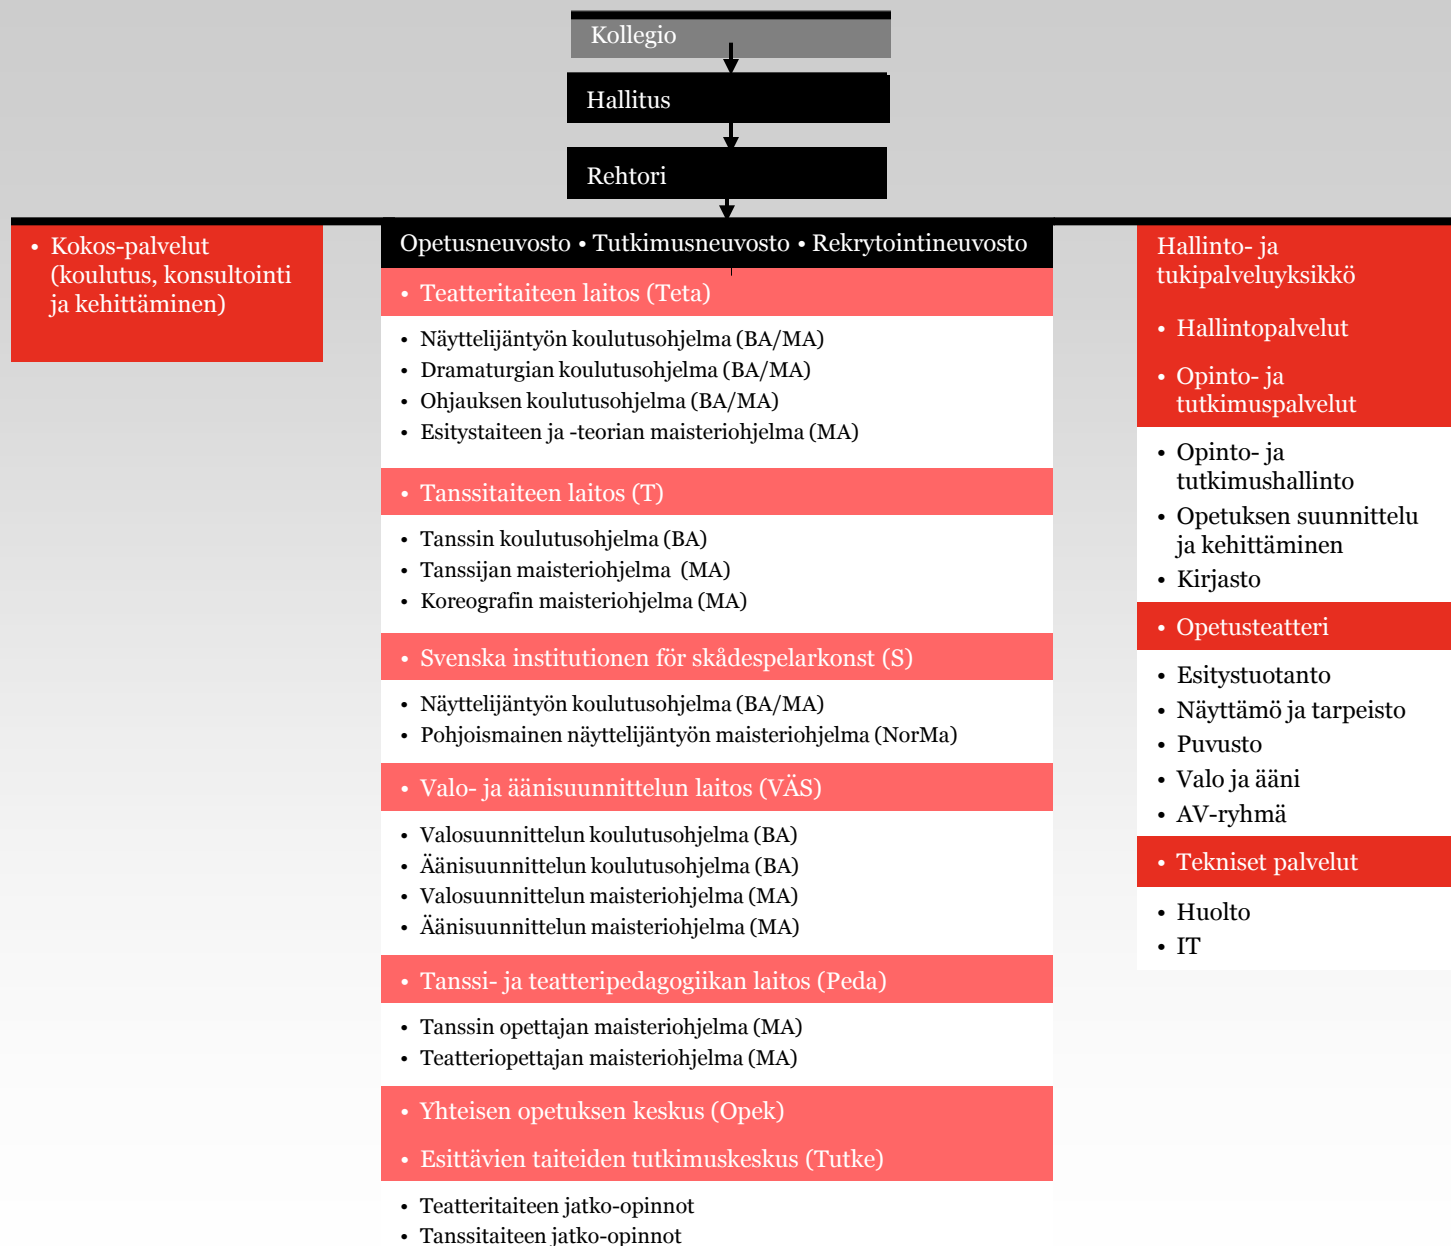 Kollegio
Hallitus
Rehtori
• Kokos-palvelut
(koulutus, konsultointi
ja kehittäminen)
Opetusneuvosto • Tutkimusneuvosto • Rekrytointineuvosto
• Teatteritaiteen laitos (Teta)
• Näyttelijäntyön koulutusohjelma (BA/MA)
• Dramaturgian koulutusohjelma (BA/MA)
• Ohjauksen koulutusohjelma (BA/MA)
• Esitystaiteen ja -teorian maisteriohjelma (MA)
• Tanssitaiteen laitos (T)
• Tanssin koulutusohjelma (BA)
• Tanssijan maisteriohjelma (MA)
• Koreografin maisteriohjelma (MA)
• Svenska institutionen för skådespelarkonst (S)
• Näyttelijäntyön koulutusohjelma (BA/MA)
• Pohjoismainen näyttelijäntyön maisteriohjelma (NorMa)
• Valo- ja äänisuunnittelun laitos (VÄS)
• Valosuunnittelun koulutusohjelma (BA)
• Äänisuunnittelun koulutusohjelma (BA)
• Valosuunnittelun maisteriohjelma (MA)
• Äänisuunnittelun maisteriohjelma (MA)
• Tanssi- ja teatteripedagogiikan laitos (Peda)
• Tanssin opettajan maisteriohjelma (MA)
• Teatteriopettajan maisteriohjelma (MA)
• Yhteisen opetuksen keskus (Opek)
• Esittävien taiteiden tutkimuskeskus (Tutke)
• Teatteritaiteen jatko-opinnot
• Tanssitaiteen jatko-opinnot
Hallinto- ja
tukipalveluyksikkö
• Hallintopalvelut
• Opinto- ja
tutkimuspalvelut
• Opinto- ja
tutkimushallinto
• Opetuksen suunnittelu
ja kehittäminen
• Kirjasto
• Opetusteatteri
• Esitystuotanto
• Näyttämö ja tarpeisto
• Puvusto
• Valo ja ääni
• AV-ryhmä
• Tekniset palvelut
• Huolto
• IT